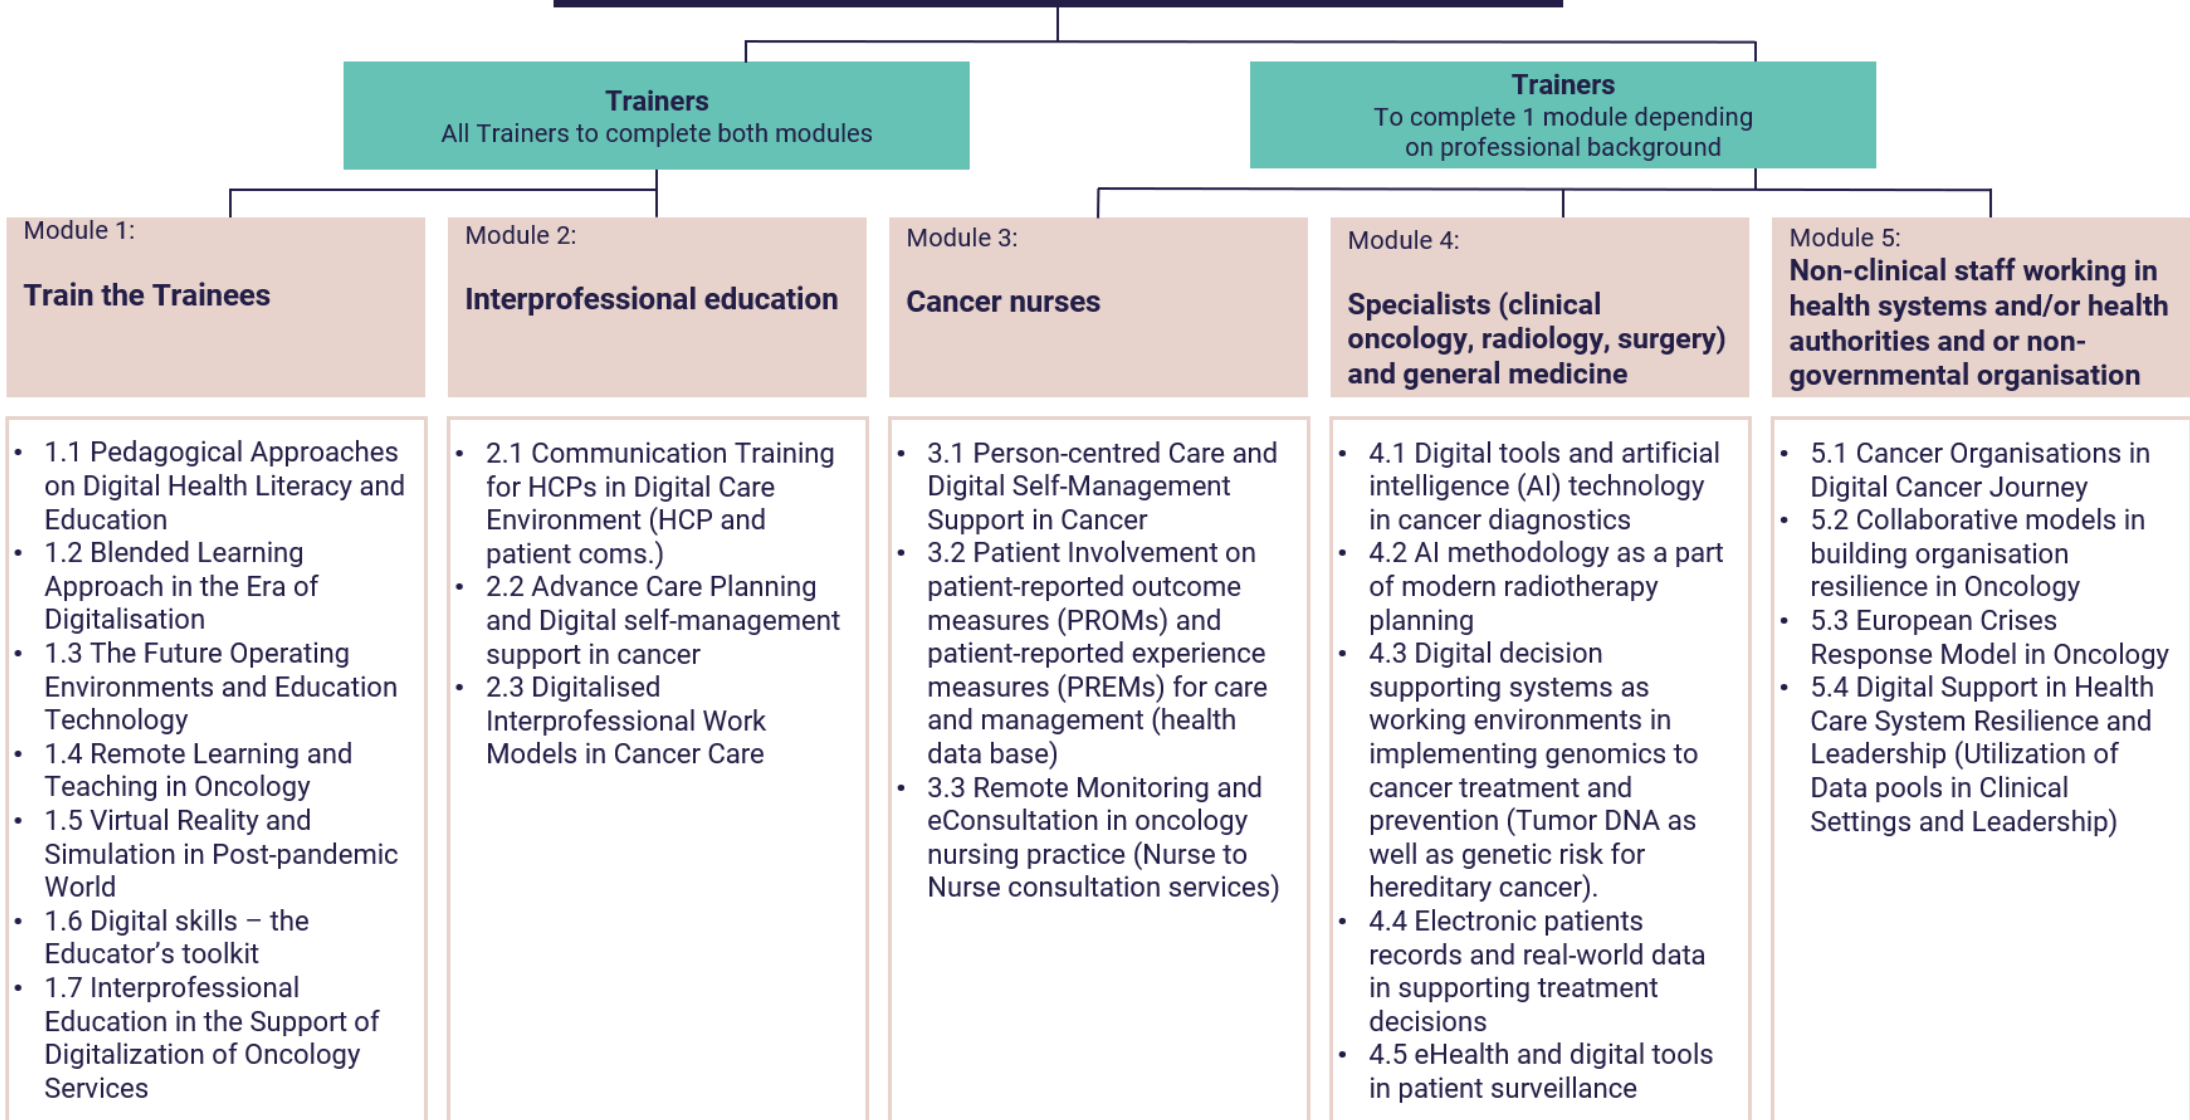 Trainers
All Trainers to complete both modules
Trainers
To complete 1 module depending
on professional background
Module 1:
Train the Trainees
Module 2:
Interprofessional education
Module 3:
Cancer nurses
Module 4:
Specialists (clinical
oncology, radiology, surgery)
and general medicine
Module 5:
Non-clinical staff working in
health systems and/or health
authorities and or non-
governmental organisation
• 1.1 Pedagogical Approaches
on Digital Health Literacy and
Education
• 1.2 Blended Learning
Approach in the Era of
Digitalisation
• 1.3 The Future Operating
Environments and Education
Technology
• 1.4 Remote Learning and
Teaching in Oncology
• 1.5 Virtual Reality and
Simulation in Post-pandemic
World
• 1.6 Digital skills – the
Educator’s toolkit
• 1.7 Interprofessional
Education in the Support of
Digitalization of Oncology
Services
• 2.1 Communication Training
for HCPs in Digital Care
Environment (HCP and
patient coms.)
• 2.2 Advance Care Planning
and Digital self-management
support in cancer
• 2.3 Digitalised
Interprofessional Work
Models in Cancer Care
• 3.1 Person-centred Care and
Digital Self-Management
Support in Cancer
• 3.2 Patient Involvement on
patient-reported outcome
measures (PROMs) and
patient-reported experience
measures (PREMs) for care
and management (health
data base)
• 3.3 Remote Monitoring and
eConsultation in oncology
nursing practice (Nurse to
Nurse consultation services)
• 4.1 Digital tools and artificial
intelligence (AI) technology
in cancer diagnostics
• 4.2 AI methodology as a part
of modern radiotherapy
planning
• 4.3 Digital decision
supporting systems as
working environments in
implementing genomics to
cancer treatment and
prevention (Tumor DNA as
well as genetic risk for
hereditary cancer).
• 4.4 Electronic patients
records and real-world data
in supporting treatment
decisions
• 4.5 eHealth and digital tools
in patient surveillance
• 5.1 Cancer Organisations in
Digital Cancer Journey
• 5.2 Collaborative models in
building organisation
resilience in Oncology
• 5.3 European Crises
Response Model in Oncology
• 5.4 Digital Support in Health
Care System Resilience and
Leadership (Utilization of
Data pools in Clinical
Settings and Leadership)